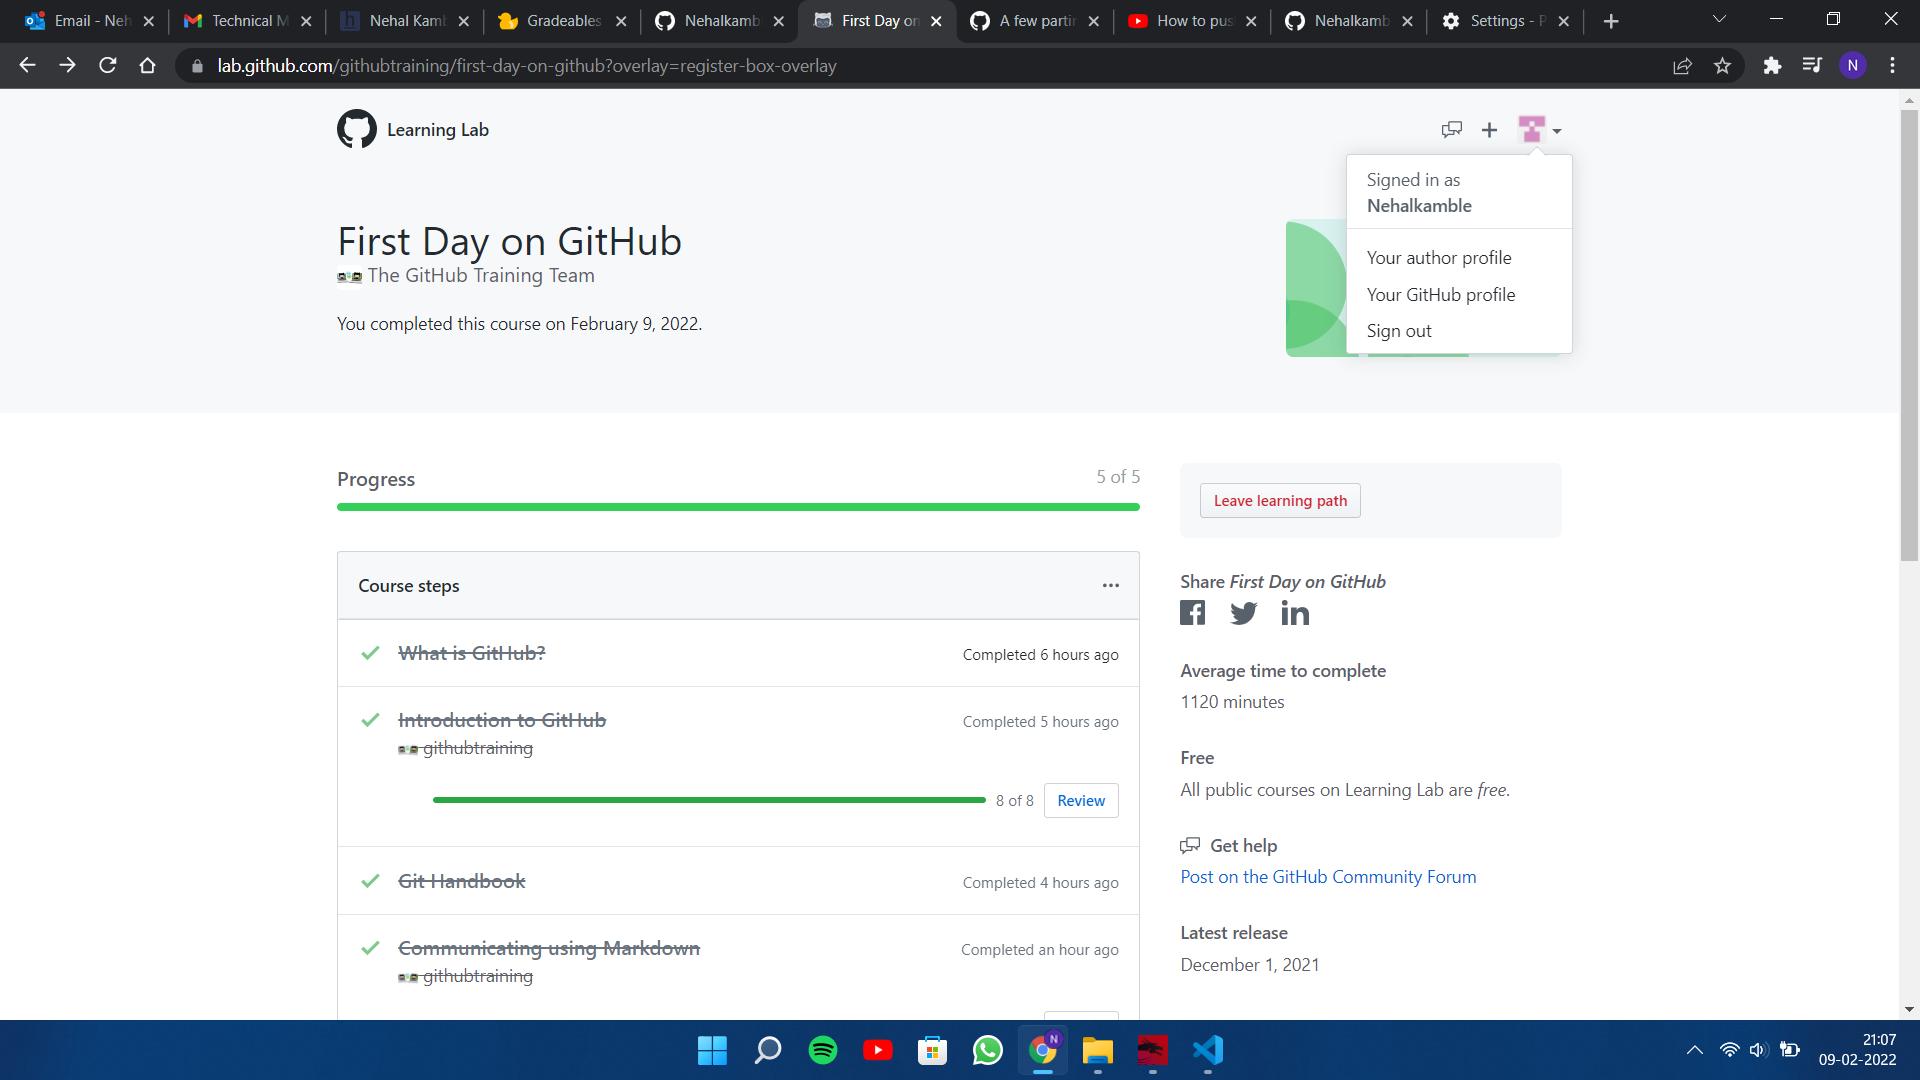 Email - Neh
Technical M
Nehal Kamb
Gradeables
Nehalkamb
First Day on
A few partin
How to pus
Nehalkamb
Settings - P
lab.github.com/githubtraining/first-day-on-github?overlay=register-box-overlay
N
Learning Lab
Signed in as
Nehalkamble
Your author profile
Your GitHub profile
Sign out
First Day on GitHub
The GitHub Training Team
You completed this course on February 9, 2022.
Progress
5 of 5
Leave learning path
Course steps
What is GitHub?
Completed 6 hours ago
Introduction to GitHub
Completed 5 hours ago
githubtraining
8 of 8
Review
Git Handbook
Completed 4 hours ago
Communicating using Markdown
Completed an hour ago
githubtraining
Share First Day on GitHub
Average time to complete
1120 minutes
Free
All public courses on Learning Lab are free.
Get help
Post on the GitHub Community Forum
Latest release
December 1, 2021
N
21:07
09-02-2022